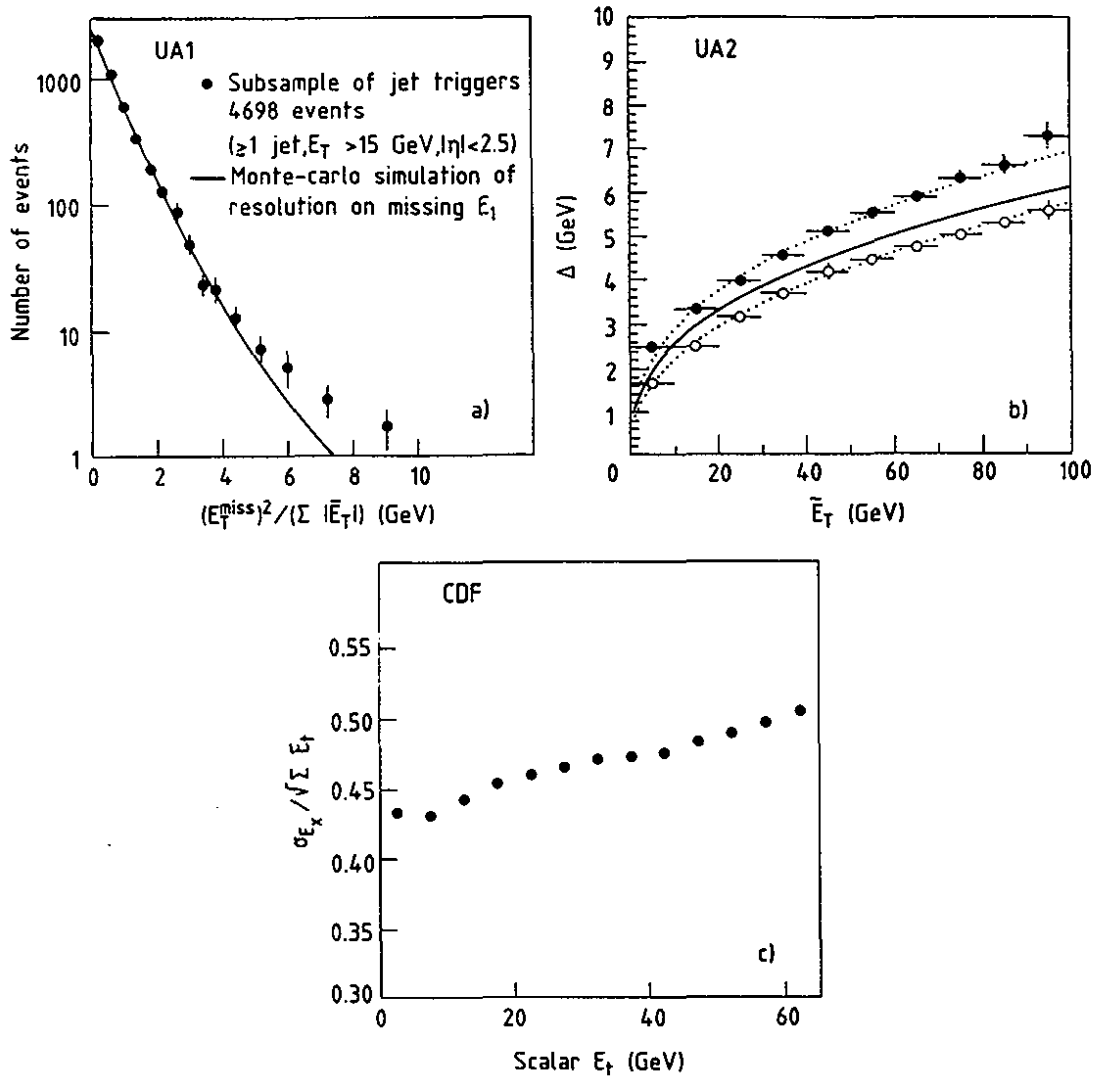 UA1
● Subsample of jet triggers
4698 events
(≥1 jet,E_T >15 GeV,|η|<2.5)
— Monte-carlo simulation of
resolution on missing E_1
Number of events
1000
100
10
1
0 2 4 6 8 10
(E_T^miss)²/(Σ |E̅_T|) (GeV)
a)
UA2
Δ (GeV)
10
9
8
7
6
5
4
3
2
1
0 20 40 60 80 100
Ẽ_T (GeV)
b)
CDF
σ_E_x/√Σ E_t
0.55
0.50
0.45
0.40
0.35
0.30
0 20 40 60
Scalar E_t (GeV)
c)